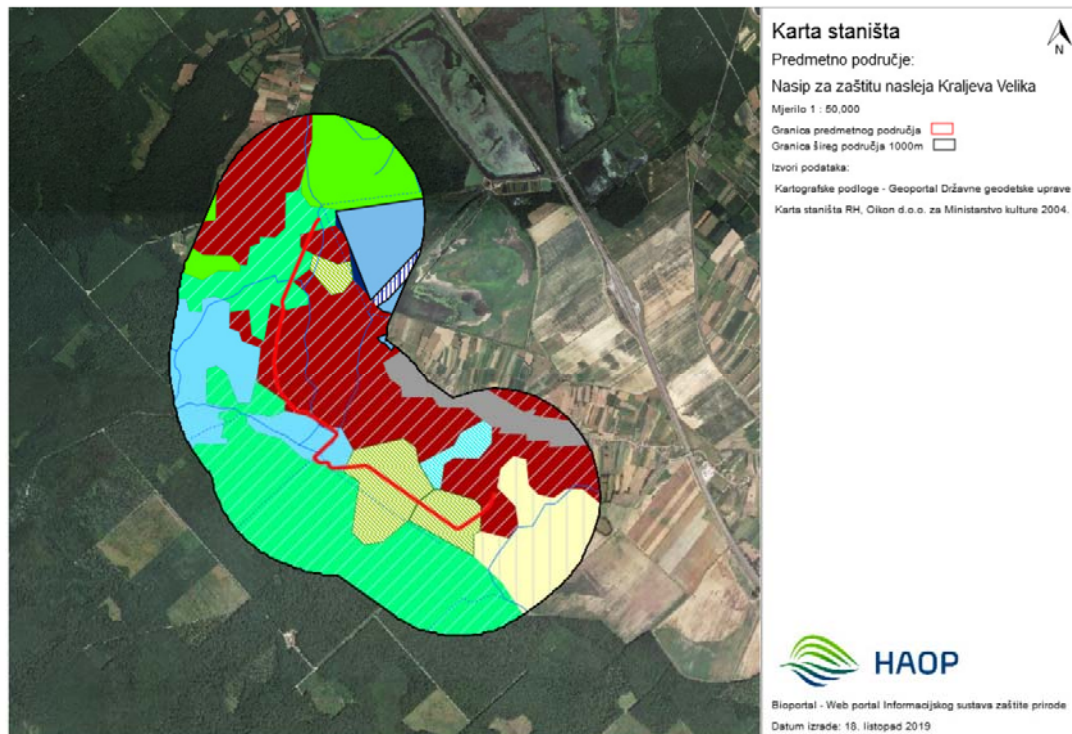 Karta staništa
N
Predmetno područje:
Nasip za zaštitu nasleja Kraljeva Velika
Mjerilo 1 : 50,000
Granica predmetnog područja
Granica šireg područja 1000m
Izvori podataka:
Kartografske podloge - Geoportal Državne geodetske uprave
Karta staništa RH, Oikon d.o.o. za Ministarstvo kulture 2004.
HAOP
Bioportal - Web portal Informacijskog sustava zaštite prirode
Datum izrade: 18. listopad 2019